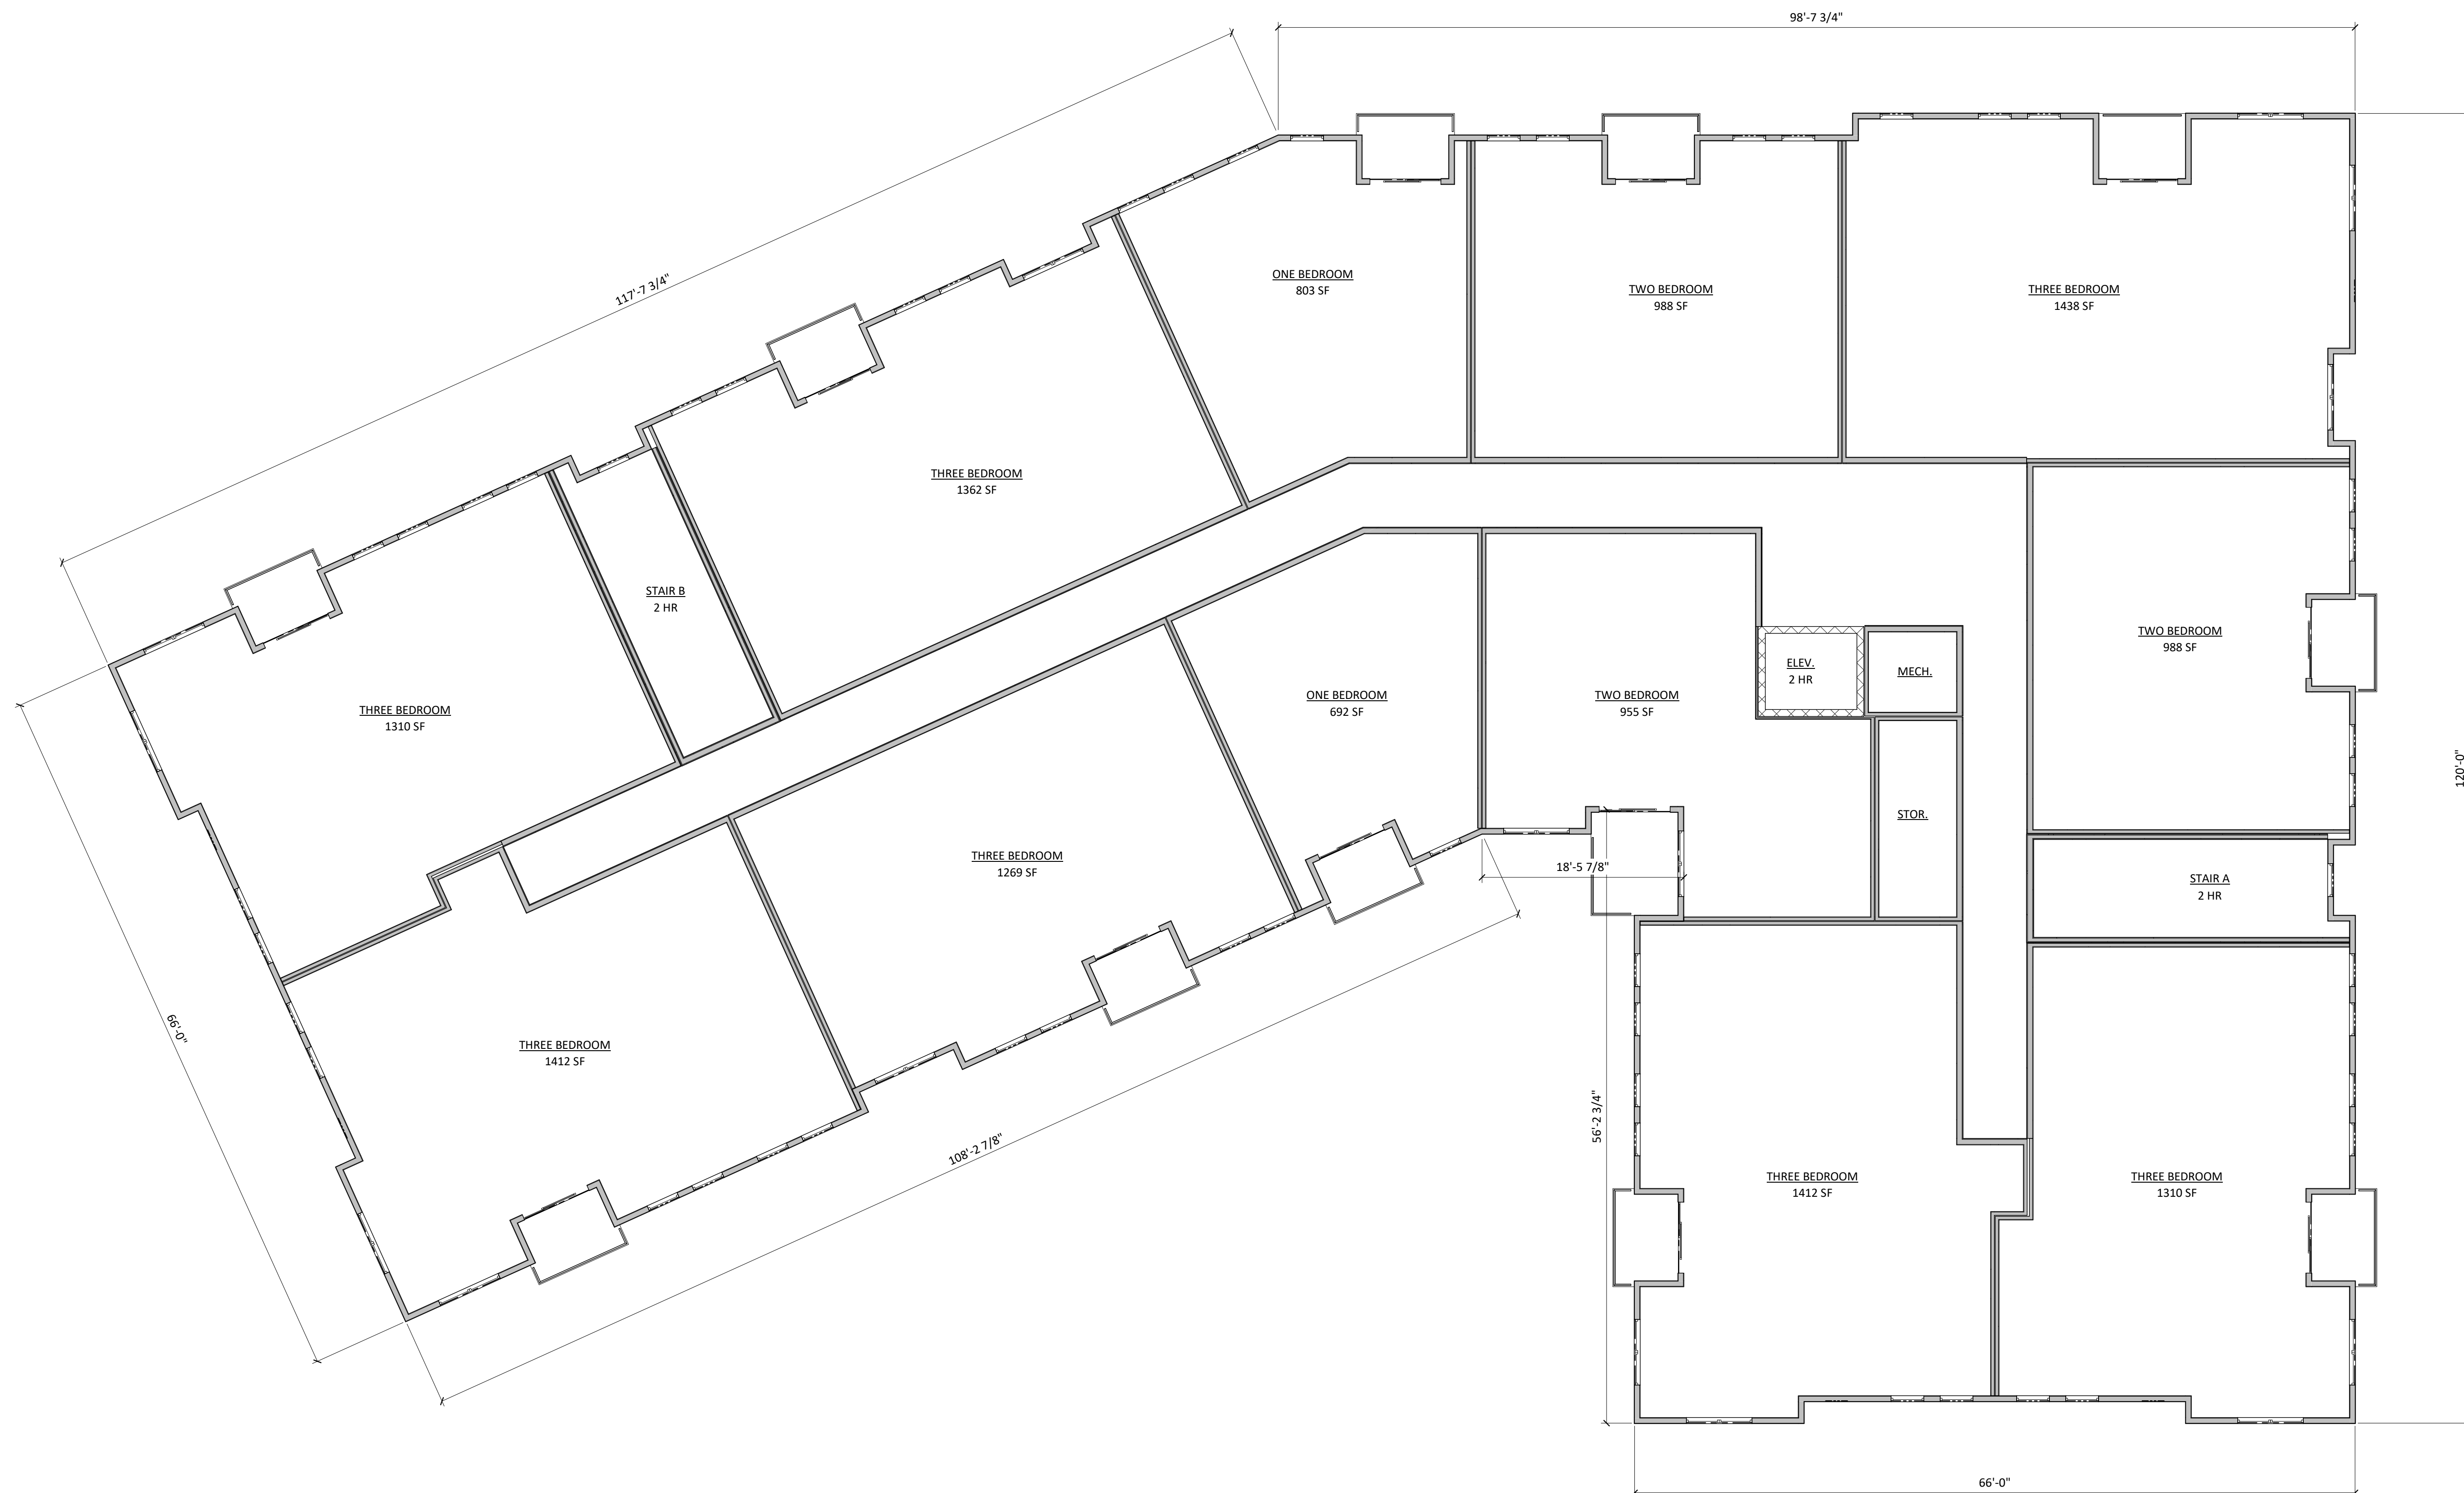 98'-7 3/4"
117'-7 3/4"
ONE BEDROOM
803 SF
TWO BEDROOM
988 SF
THREE BEDROOM
1438 SF
THREE BEDROOM
1362 SF
STAIR B
2 HR
THREE BEDROOM
1310 SF
ONE BEDROOM
692 SF
TWO BEDROOM
955 SF
ELEV.
2 HR
MECH.
TWO BEDROOM
988 SF
120'-0"
STOR.
THREE BEDROOM
1269 SF
18'-5 7/8"
STAIR A
2 HR
66'-0"
THREE BEDROOM
1412 SF
108'-2 7/8"
56'-2 3/4"
THREE BEDROOM
1412 SF
THREE BEDROOM
1310 SF
66'-0"